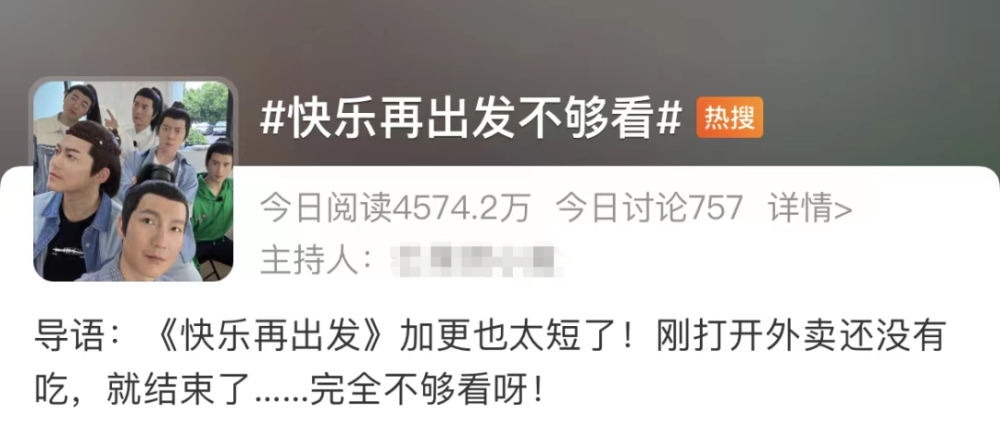 #快乐再出发不够看# 热搜
今日阅读4574.2万 今日讨论757 详情>
主持人：
导语：《快乐再出发》加更也太短了！刚打开外卖还没有
吃，就结束了......完全不够看呀！